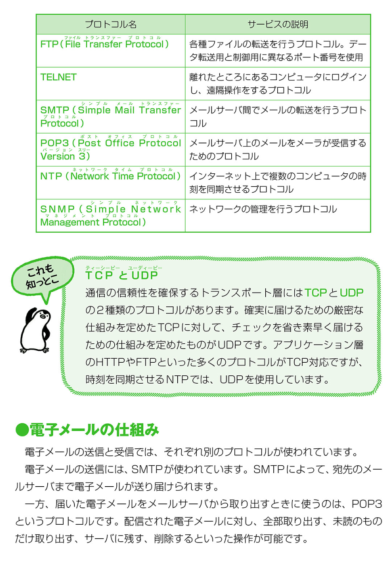 プロトコル名 サービスの説明
FTP(File Transfer Protocol) 各種ファイルの転送を行うプロトコル。デー
タ転送用と制御用に異なるポート番号を使用
TELNET 離れたところにあるコンピュータにログイン
し、遠隔操作をするプロトコル
SMTP(Simple Mail Transfer メールサーバ間でメールの転送を行うプロト
Protocol) コル
POP3(Post Office Protocol メールサーバ上のメールをメーラが受信する
Version 3) ためのプロトコル
NTP(Network Time Protocol) インターネット上で複数のコンピュータの時
刻を同期させるプロトコル
SNMP(Simple Network ネットワークの管理を行うプロトコル
Management Protocol)
これも
知っとこ
ティーシーピー ユーディーピー
TCPとUDP
通信の信頼性を確保するトランスポート層にはTCPとUDP
の2種類のプロトコルがあります。確実に届けるための厳密な
仕組みを定めたTCPに対して、チェックを省き素早く届ける
ための仕組みを定めたものがUDPです。アプリケーション層
のHTTPやFTPといった多くのプロトコルがTCP対応ですが、
時刻を同期させるNTPでは、UDPを使用しています。
●電子メールの仕組み
電子メールの送信と受信では、それぞれ別のプロトコルが使われています。
電子メールの送信には、SMTPが使われています。SMTPによって、宛先のメー
ルサーバまで電子メールが送り届けられます。
一方、届いた電子メールをメールサーバから取り出すときに使うのは、POP3
というプロトコルです。配信された電子メールに対し、全部取り出す、未読のもの
だけ取り出す、サーバに残す、削除するといった操作が可能です。